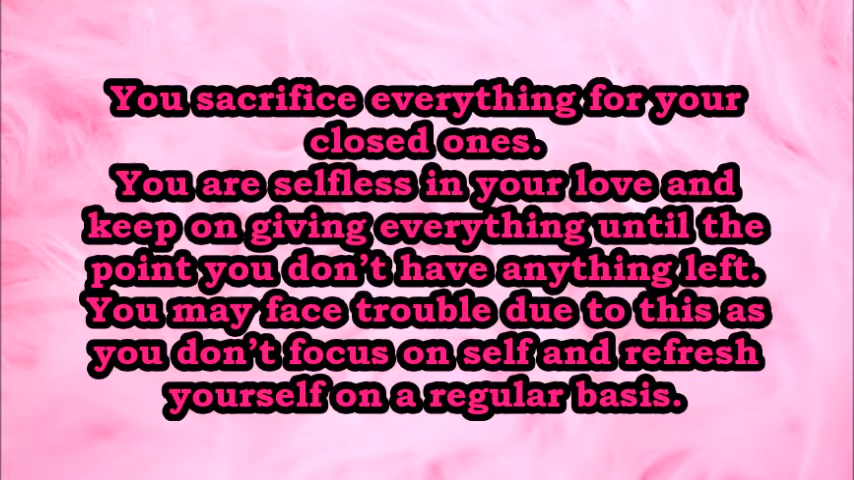 You sacrifice everything for your
closed ones.
You are selfless in your love and
keep on giving everything until the
point you don’t have anything left.
You may face trouble due to this as
you don’t focus on self and refresh
yourself on a regular basis.